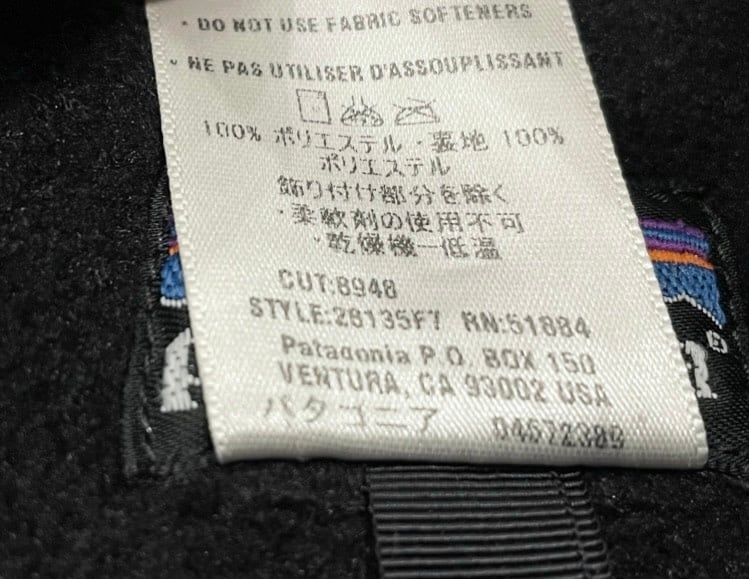 · DO NOT USE FABRIC SOFTENERS
· NE PAS UTILISER D'ASSOUPLISSANT
100% ポリエステル・裏地 100%
ポリエステル
飾り付け部分を除く
・柔軟剤の使用不可
・乾燥機ー低温
CUT:8948
STYLE:28135F7 RN:51884
Patagonia P.O. BOX 150
VENTURA, CA 93002 USA
パタゴニア